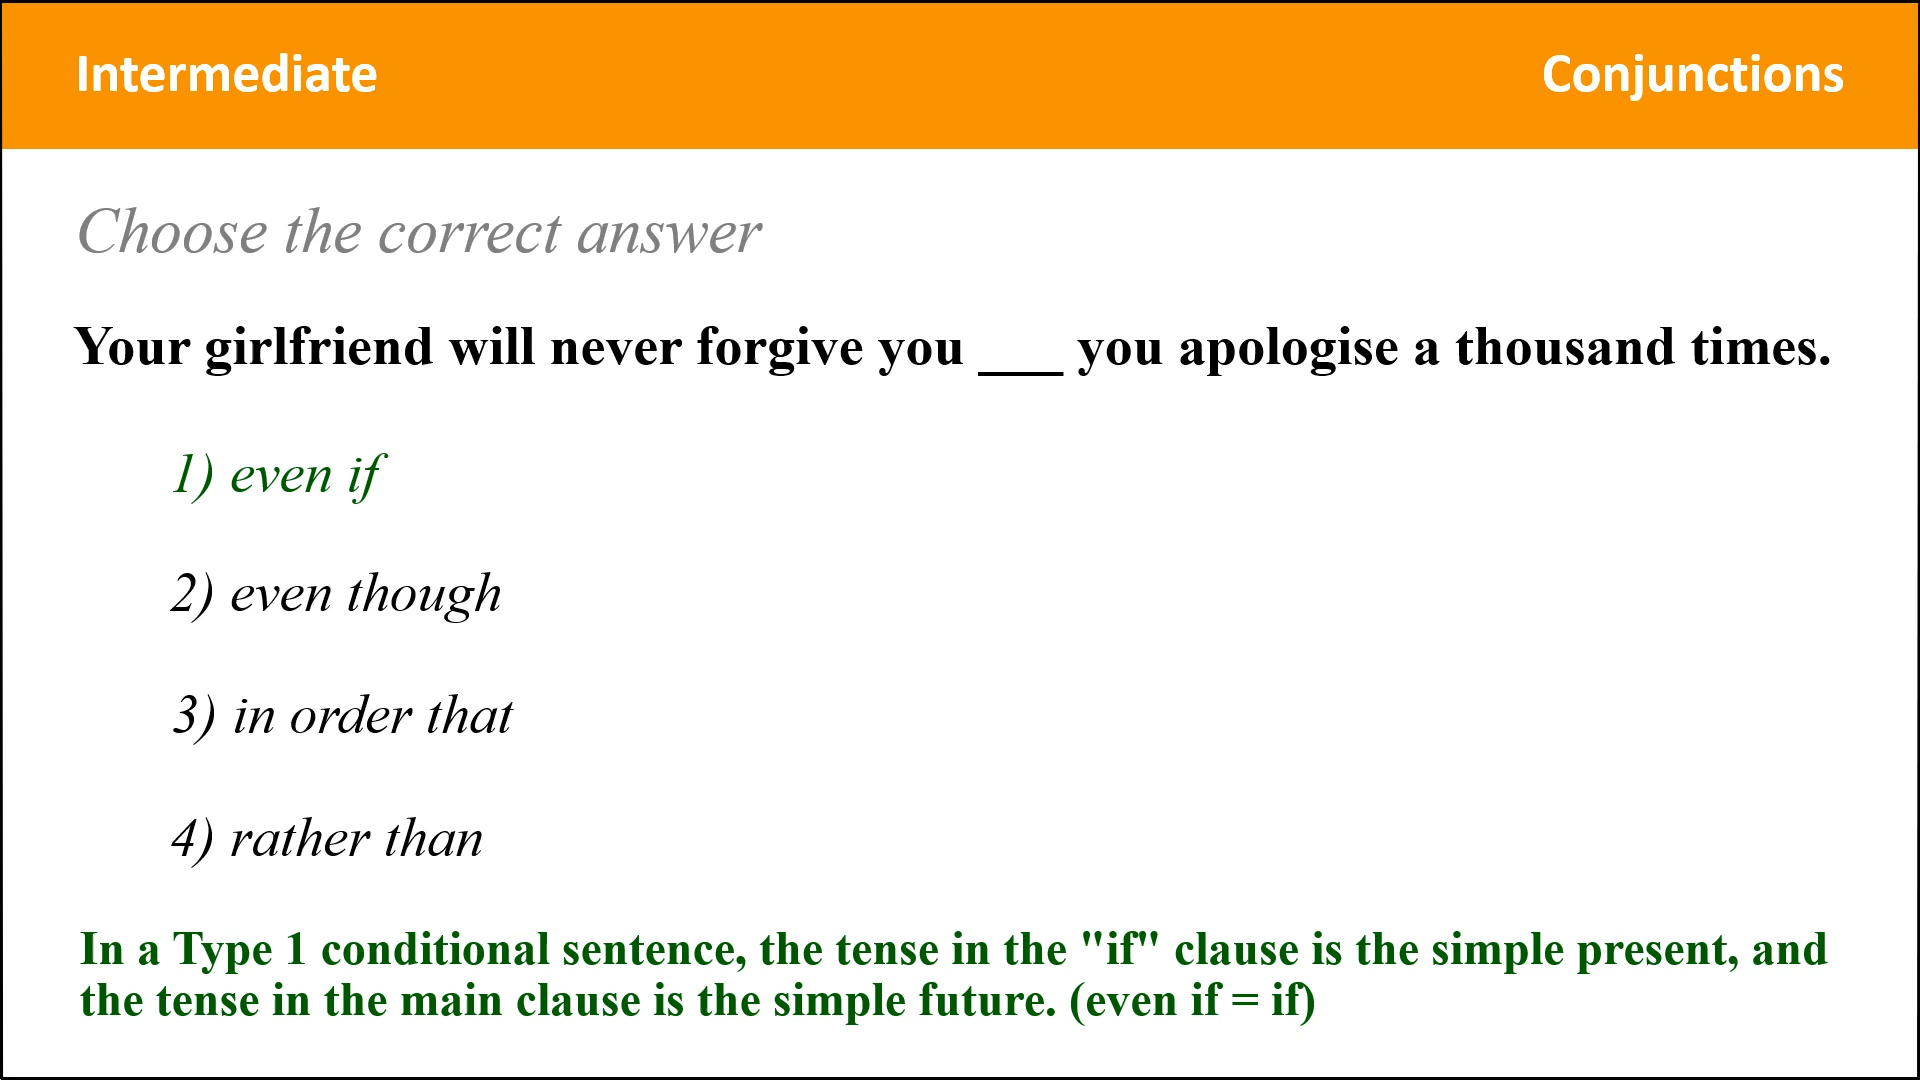 Intermediate
Conjunctions
Choose the correct answer
Your girlfriend will never forgive you ___ you apologise a thousand times.
1) even if
2) even though
3) in order that
4) rather than
In a Type 1 conditional sentence, the tense in the "if" clause is the simple present, and
the tense in the main clause is the simple future. (even if = if)